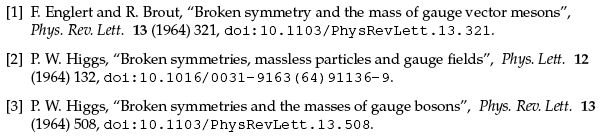 [1] F. Englert and R. Brout, “Broken symmetry and the mass of gauge vector mesons”,
Phys. Rev. Lett. 13 (1964) 321, doi:10.1103/PhysRevLett.13.321.
[2] P. W. Higgs, “Broken symmetries, massless particles and gauge fields”, Phys. Lett. 12
(1964) 132, doi:10.1016/0031-9163(64)91136-9.
[3] P. W. Higgs, “Broken symmetries and the masses of gauge bosons”, Phys. Rev. Lett. 13
(1964) 508, doi:10.1103/PhysRevLett.13.508.